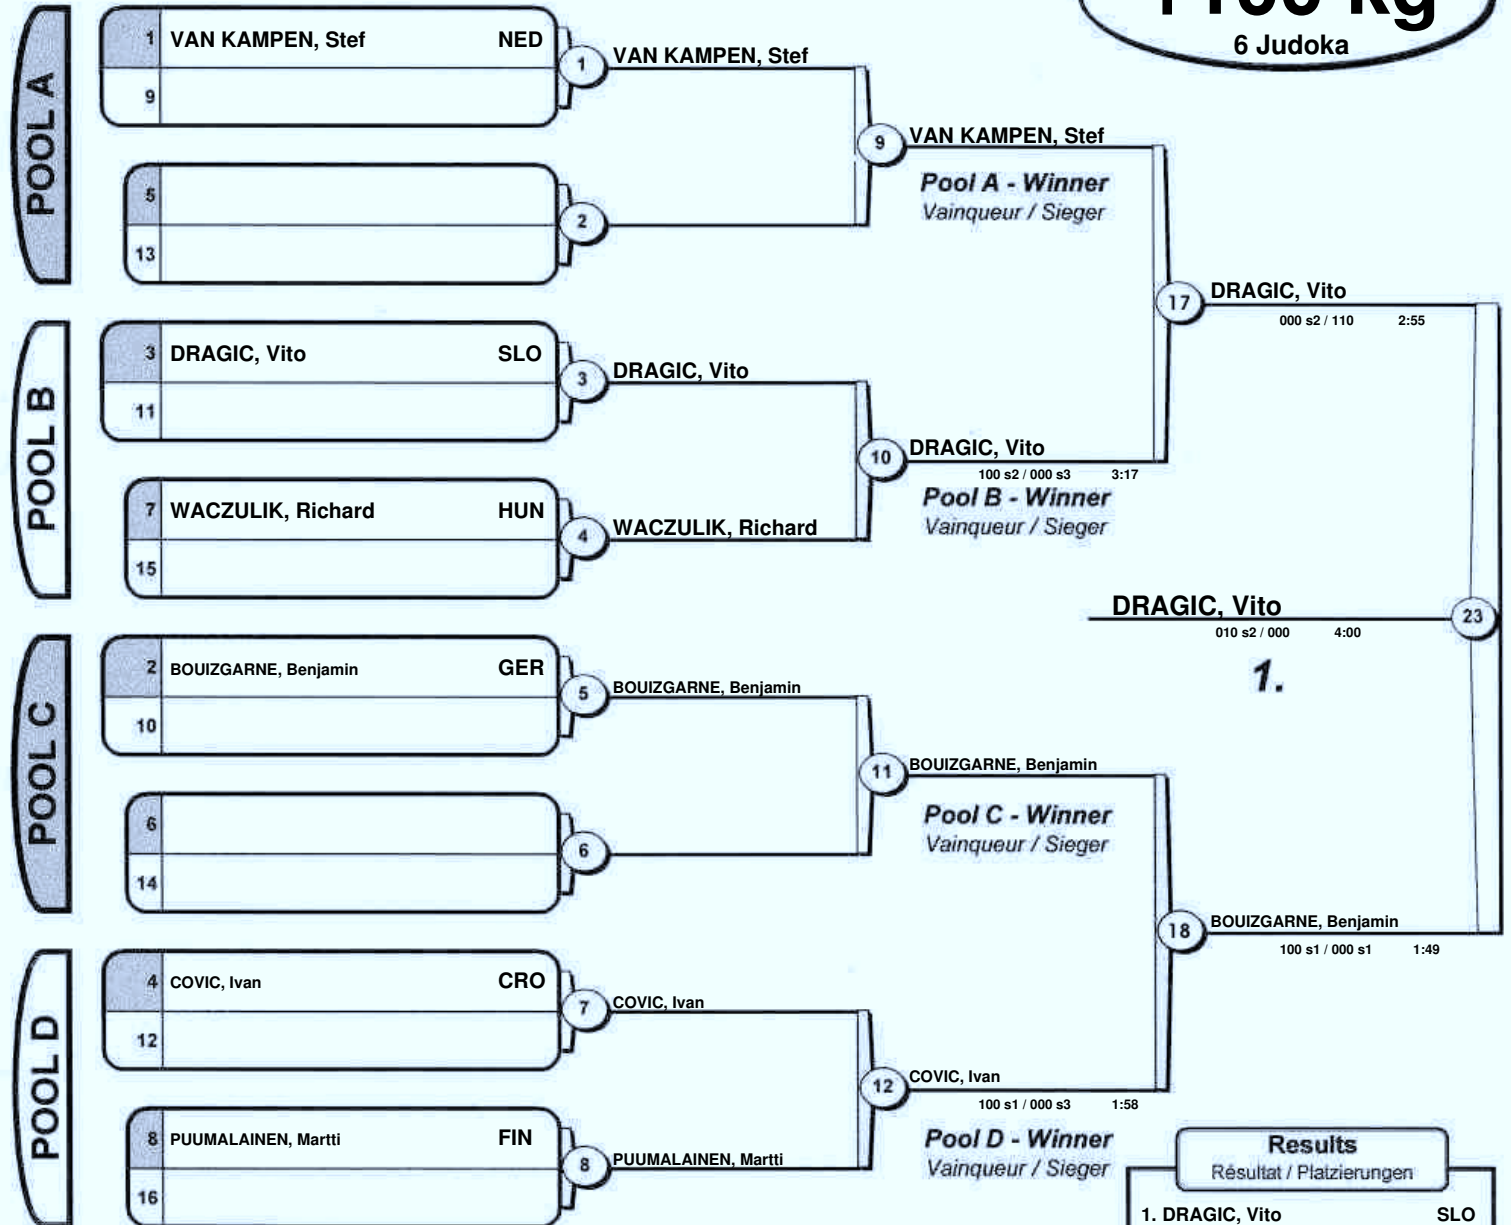 6 Judoka
POOL A
1 VAN KAMPEN, Stef NED
9
1 VAN KAMPEN, Stef
5
13
2
9 VAN KAMPEN, Stef
Pool A - Winner
Vainqueur / Sieger
POOL B
3 DRAGIC, Vito SLO
11
3 DRAGIC, Vito
7 WACZULIK, Richard HUN
15
4 WACZULIK, Richard
10 DRAGIC, Vito
100 s2 / 000 s3 3:17
Pool B - Winner
Vainqueur / Sieger
17 DRAGIC, Vito
000 s2 / 110 2:55
DRAGIC, Vito 23
010 s2 / 000 4:00
1.
POOL C
2 BOUIZGARNE, Benjamin GER
10
5 BOUIZGARNE, Benjamin
6
14
6
11 BOUIZGARNE, Benjamin
Pool C - Winner
Vainqueur / Sieger
18 BOUIZGARNE, Benjamin
100 s1 / 000 s1 1:49
POOL D
4 COVIC, Ivan CRO
12
7 COVIC, Ivan
8 PUUMALAINEN, Martti FIN
16
8 PUUMALAINEN, Martti
12 COVIC, Ivan
100 s1 / 000 s3 1:58
Pool D - Winner
Vainqueur / Sieger
Results
Résultat / Platzierungen
1. DRAGIC, Vito SLO